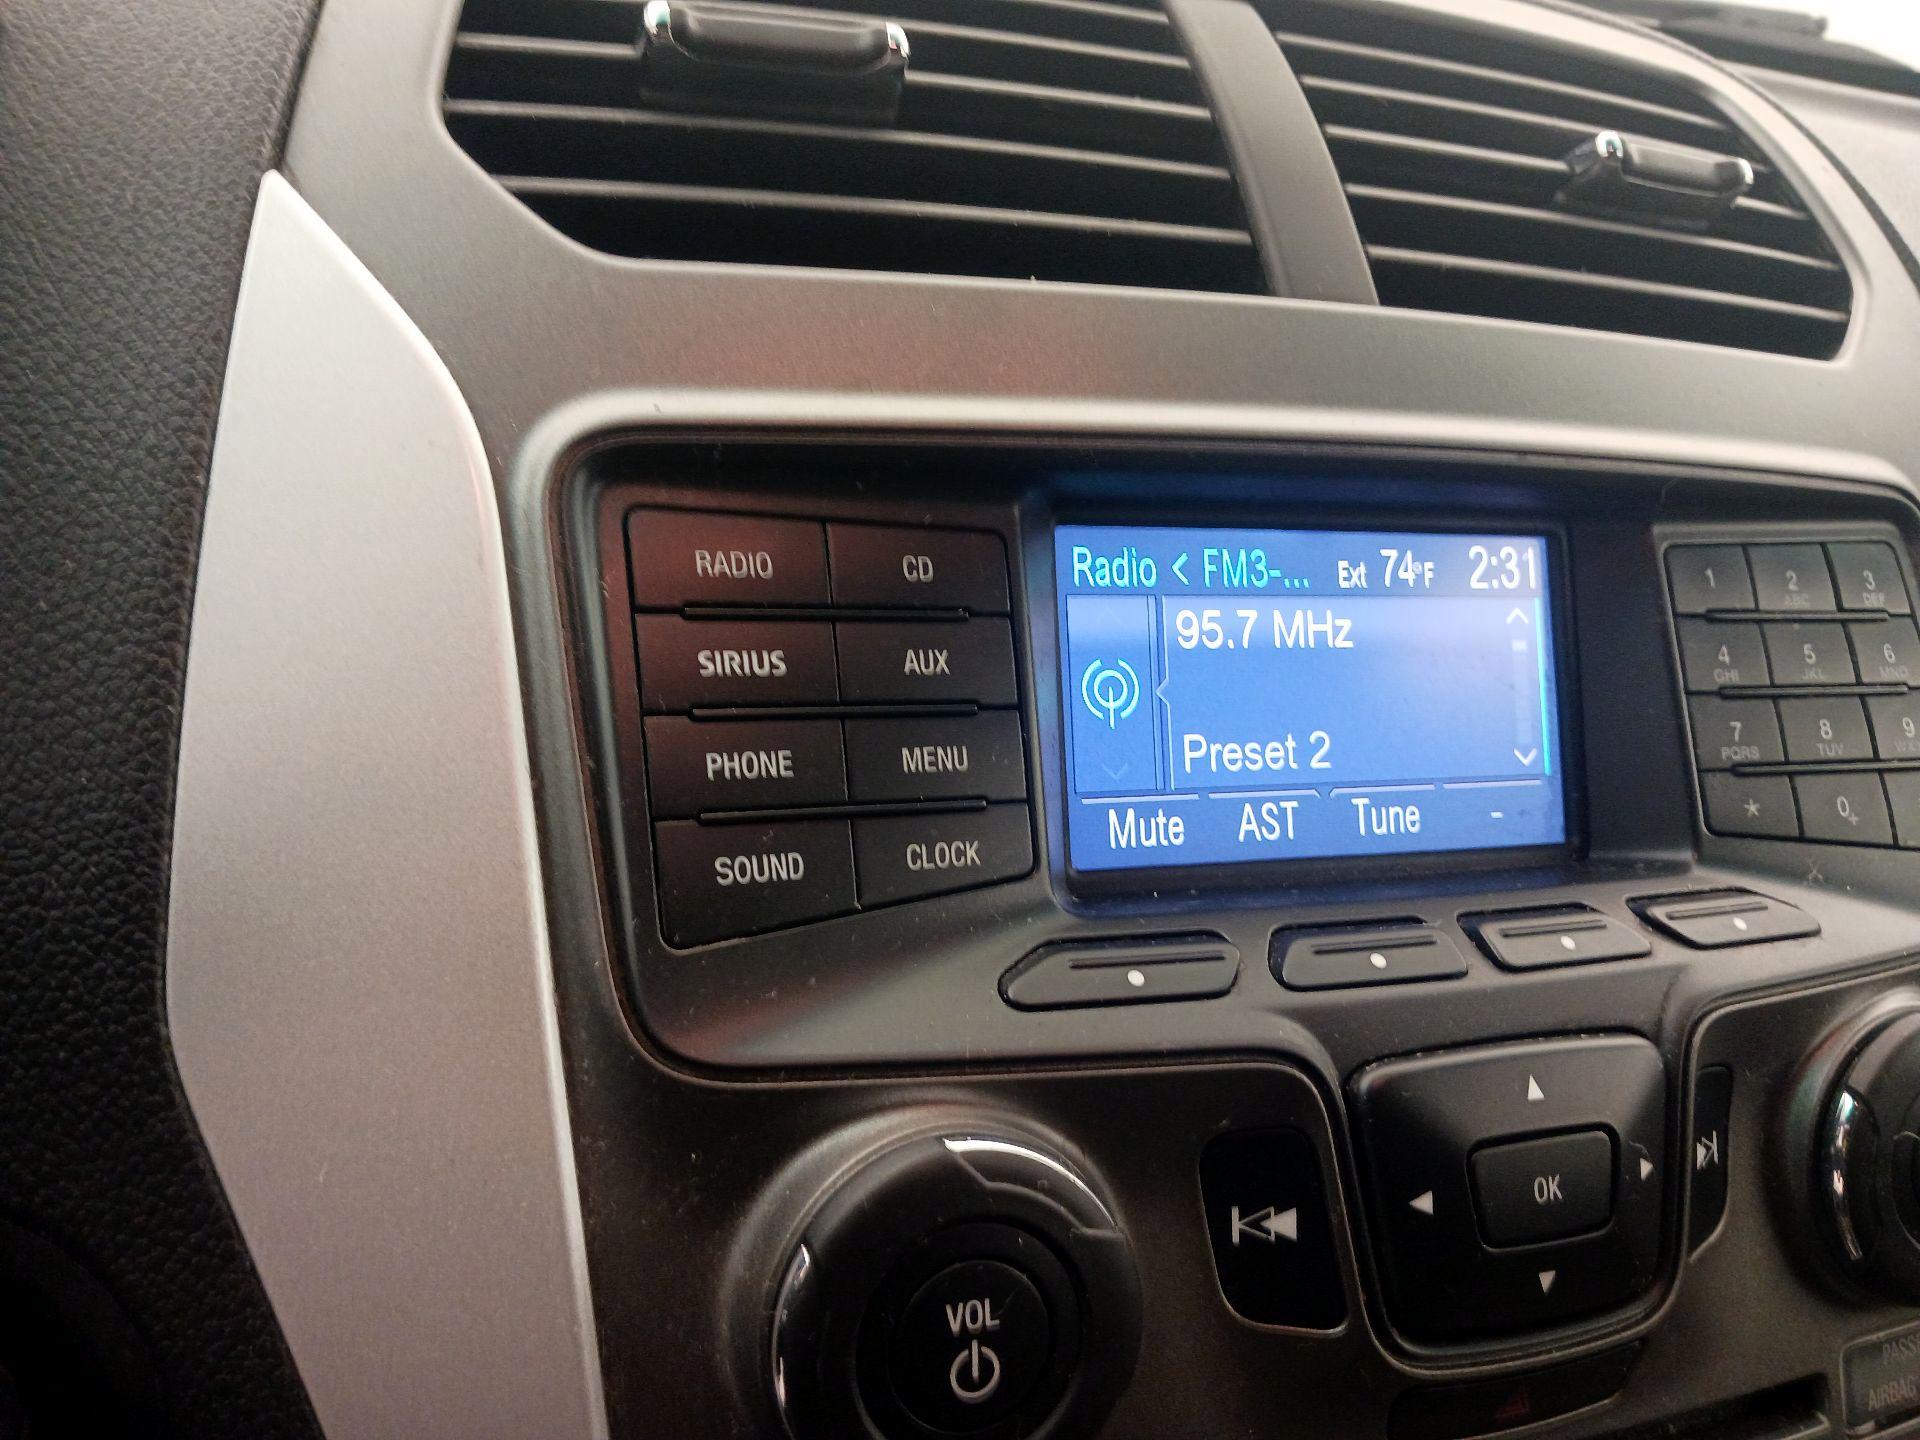 RADIO CD
SIRIUS AUX
PHONE MENU
SOUND CLOCK
Radio < FM3-... Ext 74°F 2:31
95.7 MHz
Preset 2
Mute AST Tune -
1 2 3
ABC DEF
4 5 6
GHI JKL MNO
7 8 9
PQRS TUV
* 0+
OK
VOL
AIRBAG